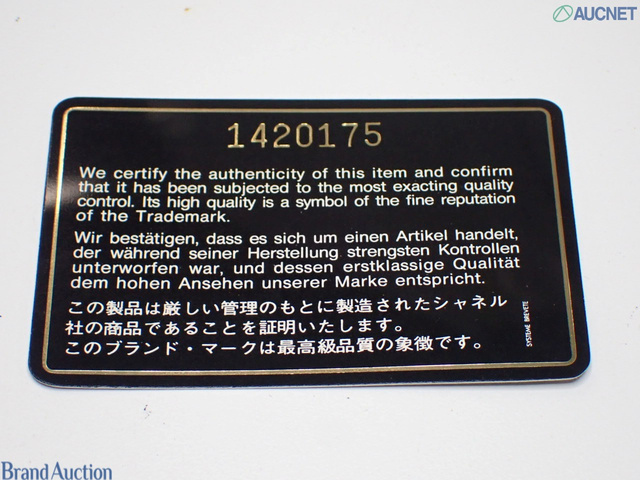 AUCNET
1420175
We certify the authenticity of this item and confirm
that it has been subjected to the most exacting quality
control. Its high quality is a symbol of the fine reputation
of the Trademark.
Wir bestätigen, dass es sich um einen Artikel handelt,
der während seiner Herstellung strengsten Kontrollen
unterworfen war, und dessen erstklassige Qualität
dem hohen Ansehen unserer Marke entspricht.
この製品は厳しい管理のもとに製造されたシャネル
社の商品であることを証明いたします。
このブランド・マークは最高級品質の象徴です。
SYSTEME BREVETE
Brand Auction